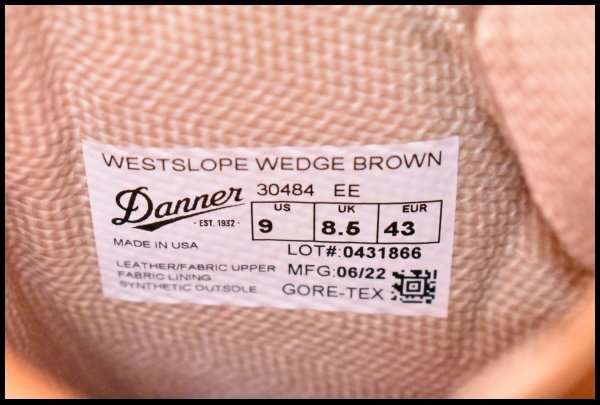 WESTSLOPE WEDGE BROWN
Danner
- EST. 1932 -
30484 EE
US UK EUR
9 8.5 43
MADE IN USA
LOT#:0431866
LEATHER/FABRIC UPPER
FABRIC LINING
SYNTHETIC OUTSOLE
MFG:06/22
GORE-TEX